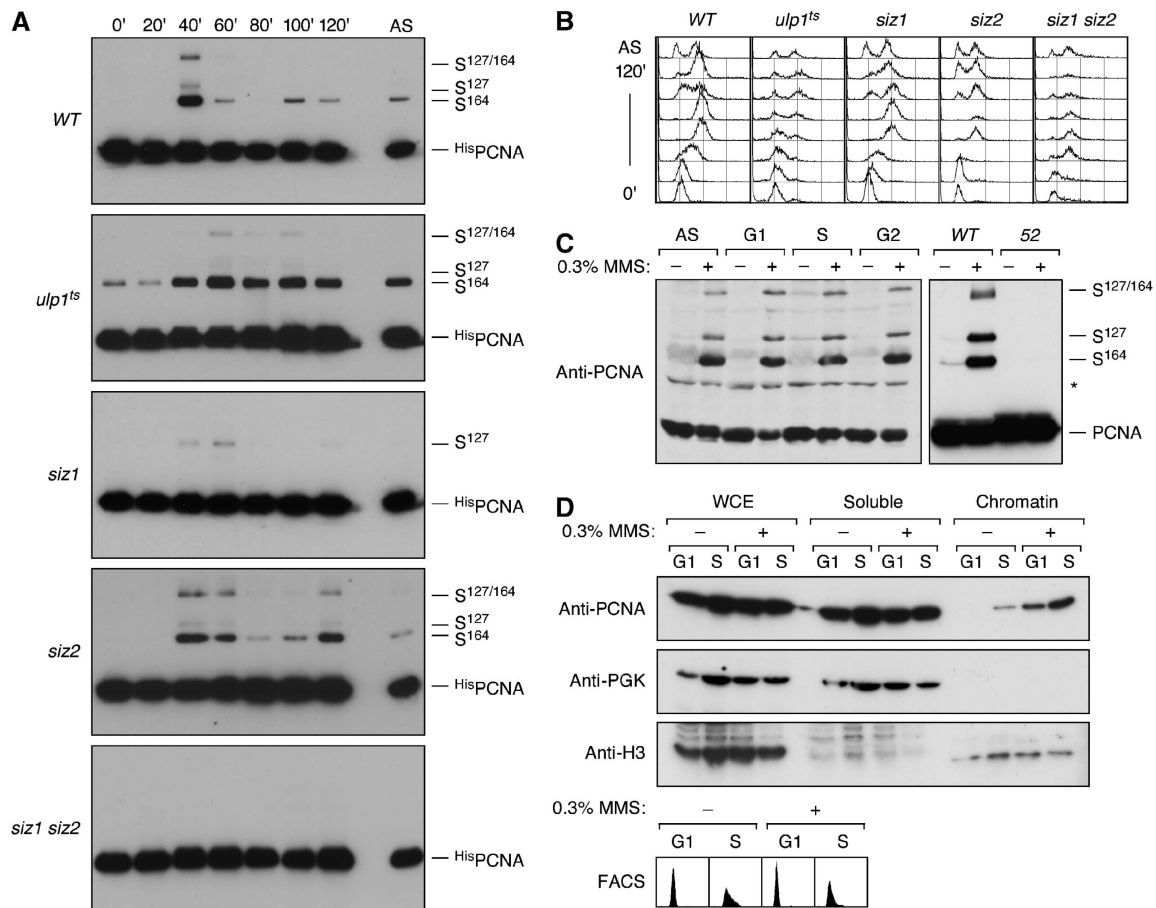 A
0' 20' 40' 60' 80' 100' 120' AS
WT
S127/164
S127
S164
HisPCNA
ulp1ts
S127/164
S127
S164
HisPCNA
siz1
S127
HisPCNA
siz2
S127/164
S127
S164
HisPCNA
siz1 siz2
HisPCNA
B
WT ulp1ts siz1 siz2 siz1 siz2
AS
120'
0'
C
AS G1 S G2 WT 52
0.3% MMS: – + – + – + – + – + – +
Anti-PCNA
S127/164
S127
S164
*
PCNA
D
WCE Soluble Chromatin
0.3% MMS: – + – + – +
G1 S G1 S G1 S G1 S G1 S G1 S
Anti-PCNA
Anti-PGK
Anti-H3
0.3% MMS: – +
G1 S G1 S
FACS